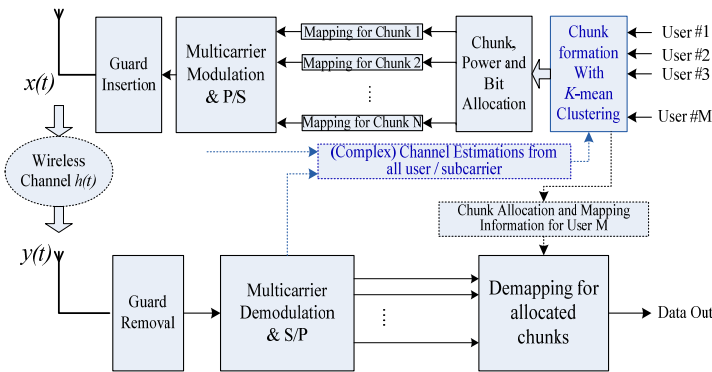 Guard
Insertion
Multicarrier
Modulation
& P/S
Mapping for Chunk 1
Mapping for Chunk 2
⋮
Mapping for Chunk N
Chunk,
Power and
Bit
Allocation
Chunk
formation
With
K-mean
Clustering
User #1
User #2
User #3
User #M
x(t)
Wireless
Channel h(t)
y(t)
(Complex) Channel Estimations from
all user / subcarrier
Chunk Allocation and Mapping
Information for User M
Guard
Removal
Multicarrier
Demodulation
& S/P
⋮
Demapping for
allocated
chunks
Data Out